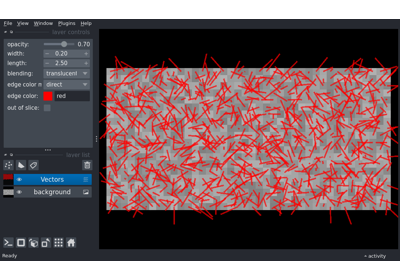 File View Window Plugins Help
layer controls
opacity: 0.70
width: 0.20
length: 2.50
blending: translucent
edge color m direct
edge color: red
out of slice:
layer list
Vectors
background
Ready
activity